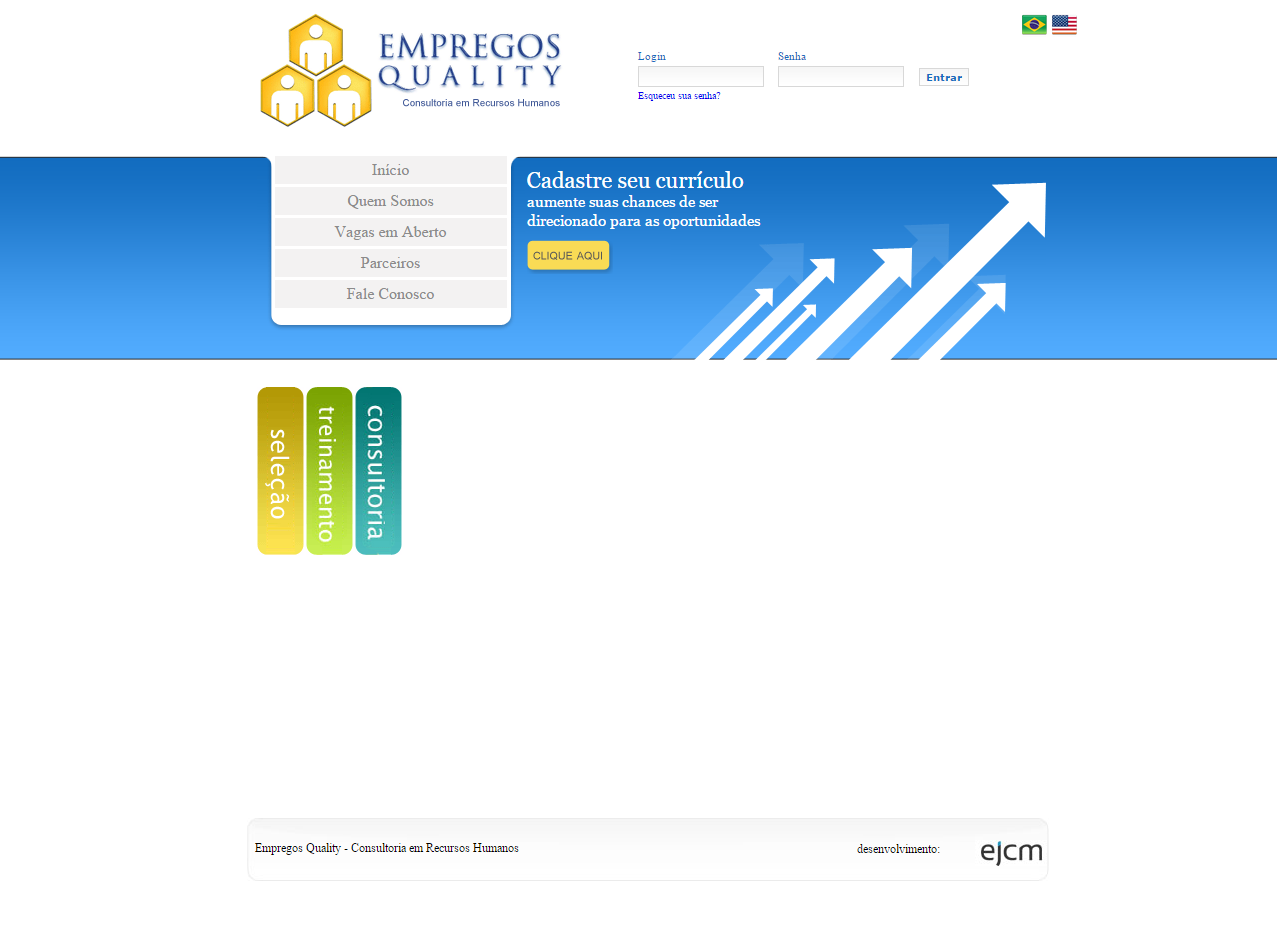 EMPREGOS
QUALITY
Consultoria em Recursos Humanos
Login
Senha
Entrar
Esqueceu sua senha?
Início
Quem Somos
Vagas em Aberto
Parceiros
Fale Conosco
Cadastre seu currículo
aumente suas chances de ser
direcionado para as oportunidades
CLIQUE AQUI
seleção
treinamento
consultoria
Empregos Quality - Consultoria em Recursos Humanos
desenvolvimento:
ejcm